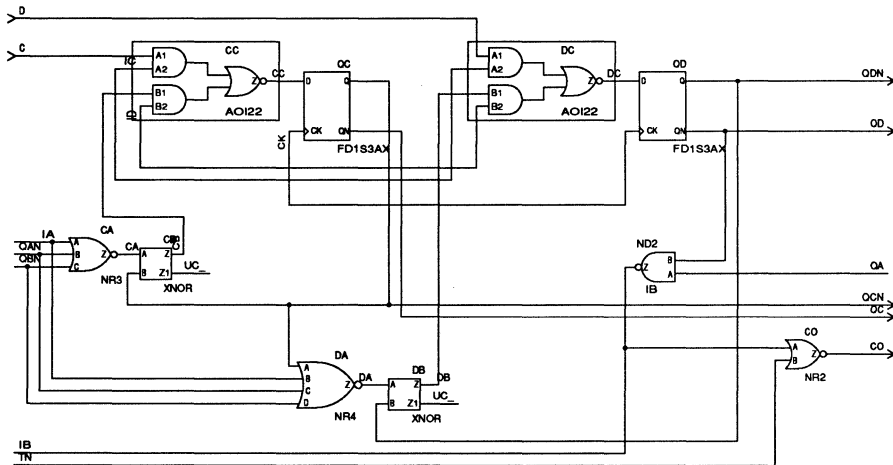 D
CC QC DC QD
C A1 A1
IC A2 Z CC D Q A2 Z DC D Q QDN
B1 B1
ID B2 AOI22 CK CK QN B2 AOI22 CK QN QD
FD1S3AX FD1S3AX
CA ND2
IA
QAN A CA A Z B
QBN B Z Z A QA
C B Z1 UC_ IB
NR3 XNOR QCN
QC
DA CO
A DB A Z CO
B Z DA A Z DB B
C B Z1 UC_ NR2
D NR4 XNOR
IB
TN